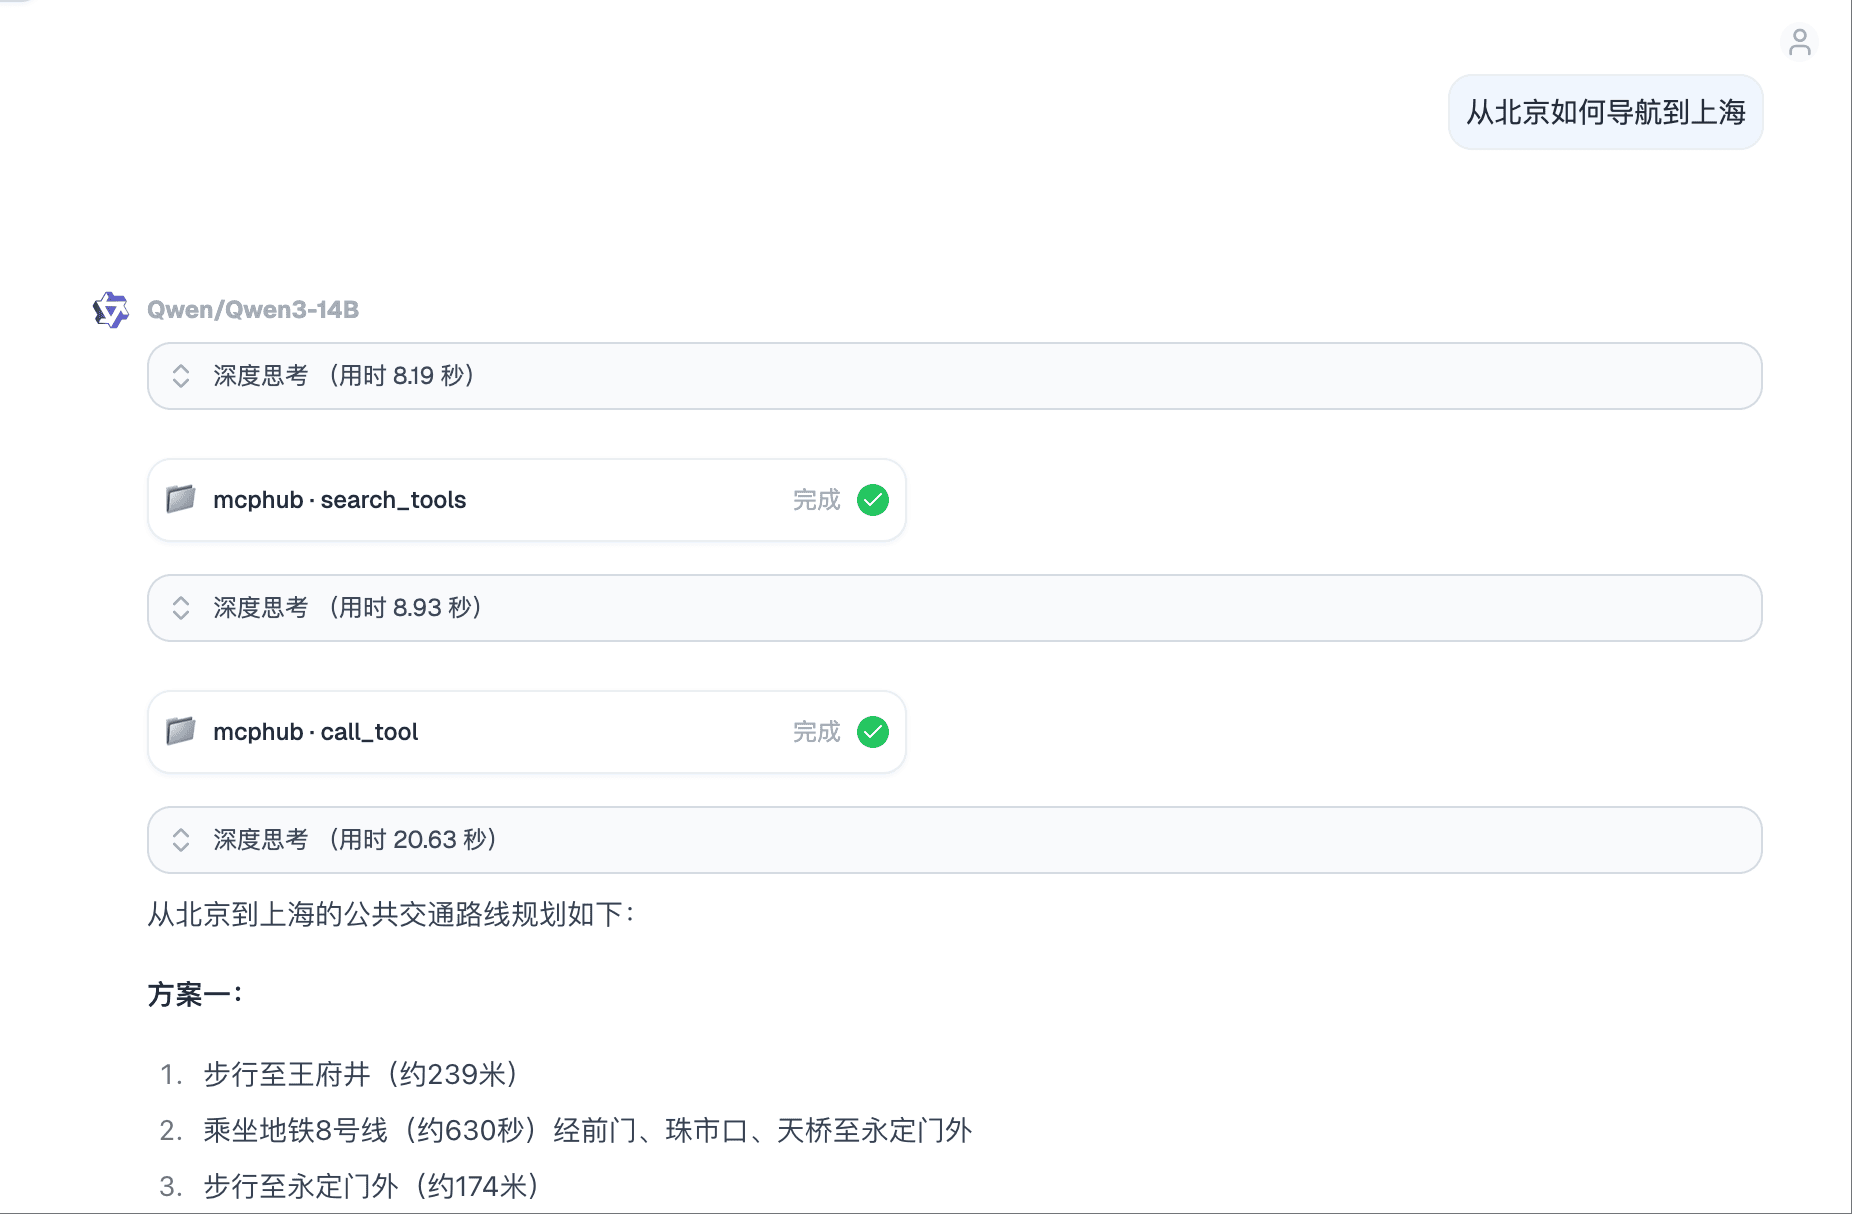 从北京如何导航到上海
Qwen/Qwen3-14B
深度思考 （用时 8.19 秒）
mcphub · search_tools 完成
深度思考 （用时 8.93 秒）
mcphub · call_tool 完成
深度思考 （用时 20.63 秒）
从北京到上海的公共交通路线规划如下：
方案一：
1. 步行至王府井（约239米）
2. 乘坐地铁8号线（约630秒）经前门、珠市口、天桥至永定门外
3. 步行至永定门外（约174米）